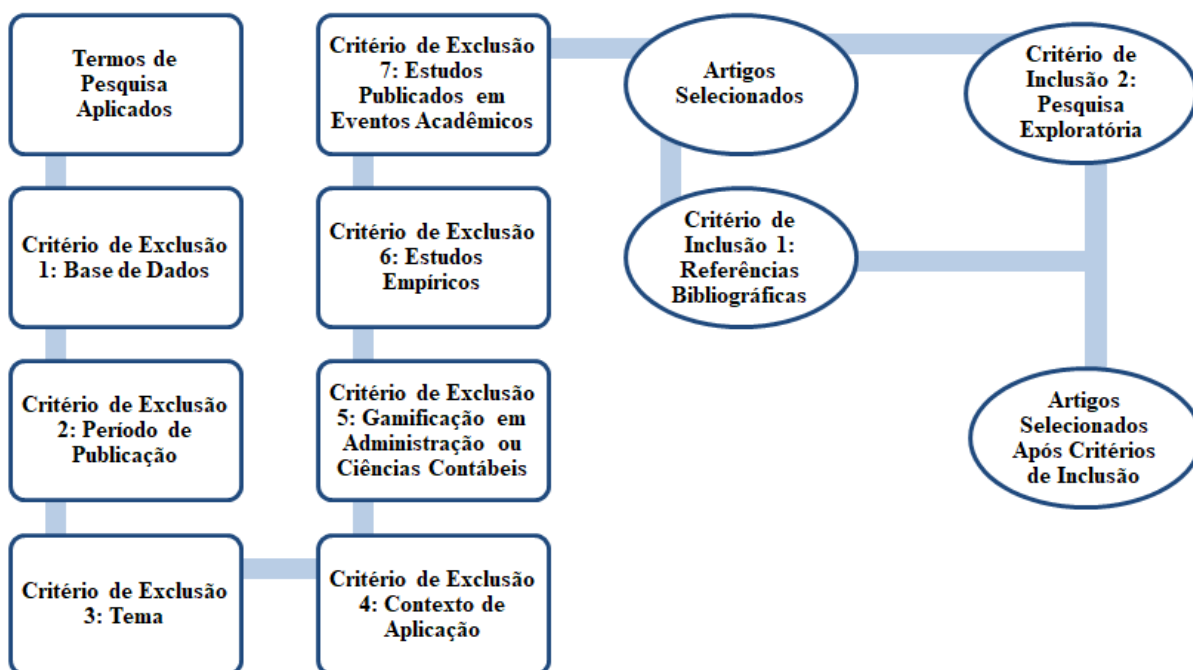 Termos de
Pesquisa
Aplicados
Critério de Exclusão
1: Base de Dados
Critério de Exclusão
2: Período de
Publicação
Critério de Exclusão
3: Tema
Critério de Exclusão
4: Contexto de
Aplicação
Critério de Exclusão
5: Gamificação em
Administração ou
Ciências Contábeis
Critério de Exclusão
6: Estudos
Empíricos
Critério de Exclusão
7: Estudos
Publicados em
Eventos Acadêmicos
Artigos
Selecionados
Critério de
Inclusão 1:
Referências
Bibliográficas
Critério de
Inclusão 2:
Pesquisa
Exploratória
Artigos
Selecionados
Após Critérios
de Inclusão